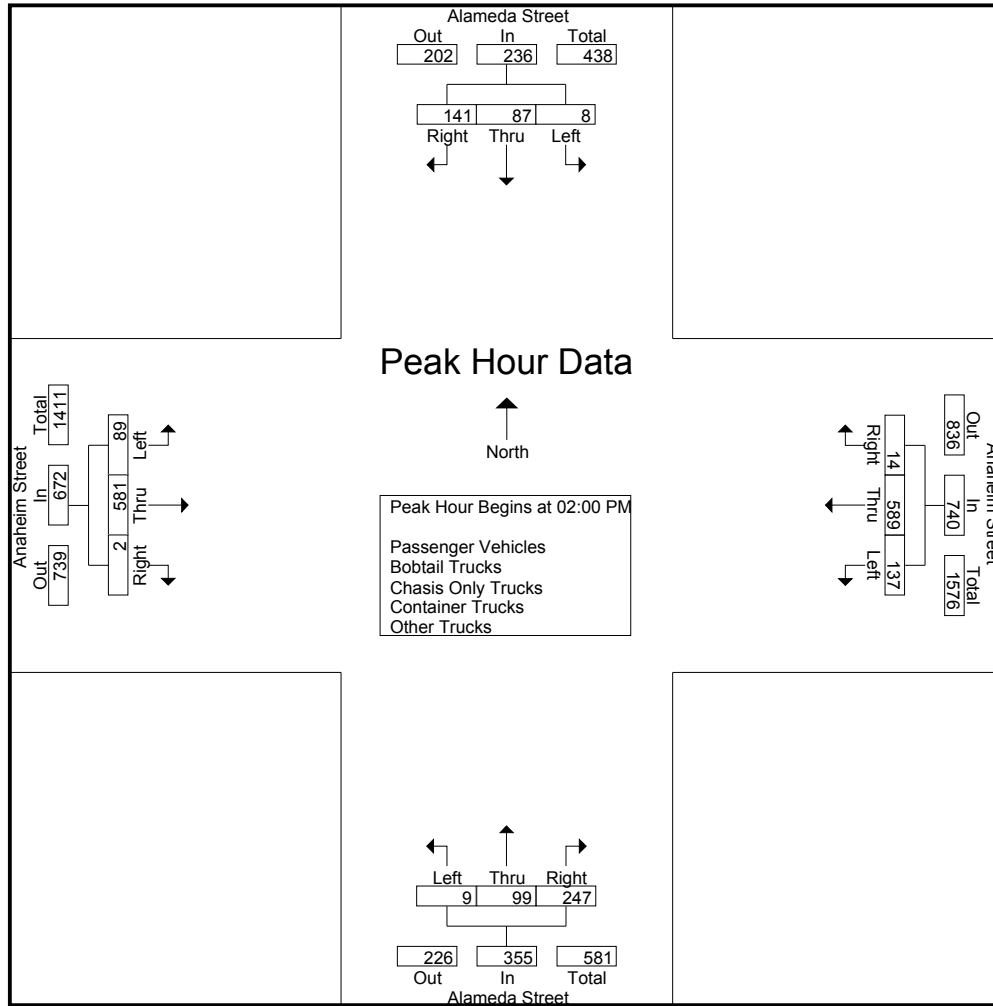 Alameda Street
Out In Total
202 236 438
141 87 8
Right Thru Left
Peak Hour Data
North
Peak Hour Begins at 02:00 PM
Passenger Vehicles
Bobtail Trucks
Chasis Only Trucks
Container Trucks
Other Trucks
Anaheim Street
Out In Total
739 672 1411
89 581 2
Left Thru Right
Anaheim Street
Out In Total
836 740 1576
14 589 137
Right Thru Left
Left Thru Right
9 99 247
226 355 581
Out In Total
Alameda Street